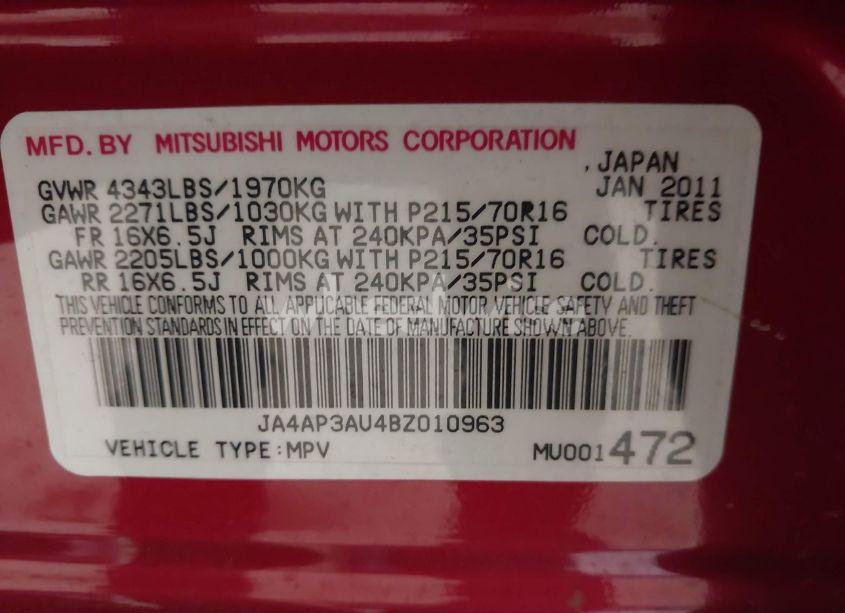 MFD. BY MITSUBISHI MOTORS CORPORATION
, JAPAN
GVWR 4343LBS/1970KG JAN 2011
GAWR 2271LBS/1030KG WITH P215/70R16 TIRES
FR 16X6.5J RIMS AT 240KPA/35PSI COLD.
GAWR 2205LBS/1000KG WITH P215/70R16 TIRES
RR 16X6.5J RIMS AT 240KPA/35PSI COLD.
THIS VEHICLE CONFORMS TO ALL APPLICABLE FEDERAL MOTOR VEHICLE SAFETY AND THEFT
PREVENTION STANDARDS IN EFFECT ON THE DATE OF MANUFACTURE SHOWN ABOVE.
JA4AP3AU4BZ010963
VEHICLE TYPE:MPV MU001472